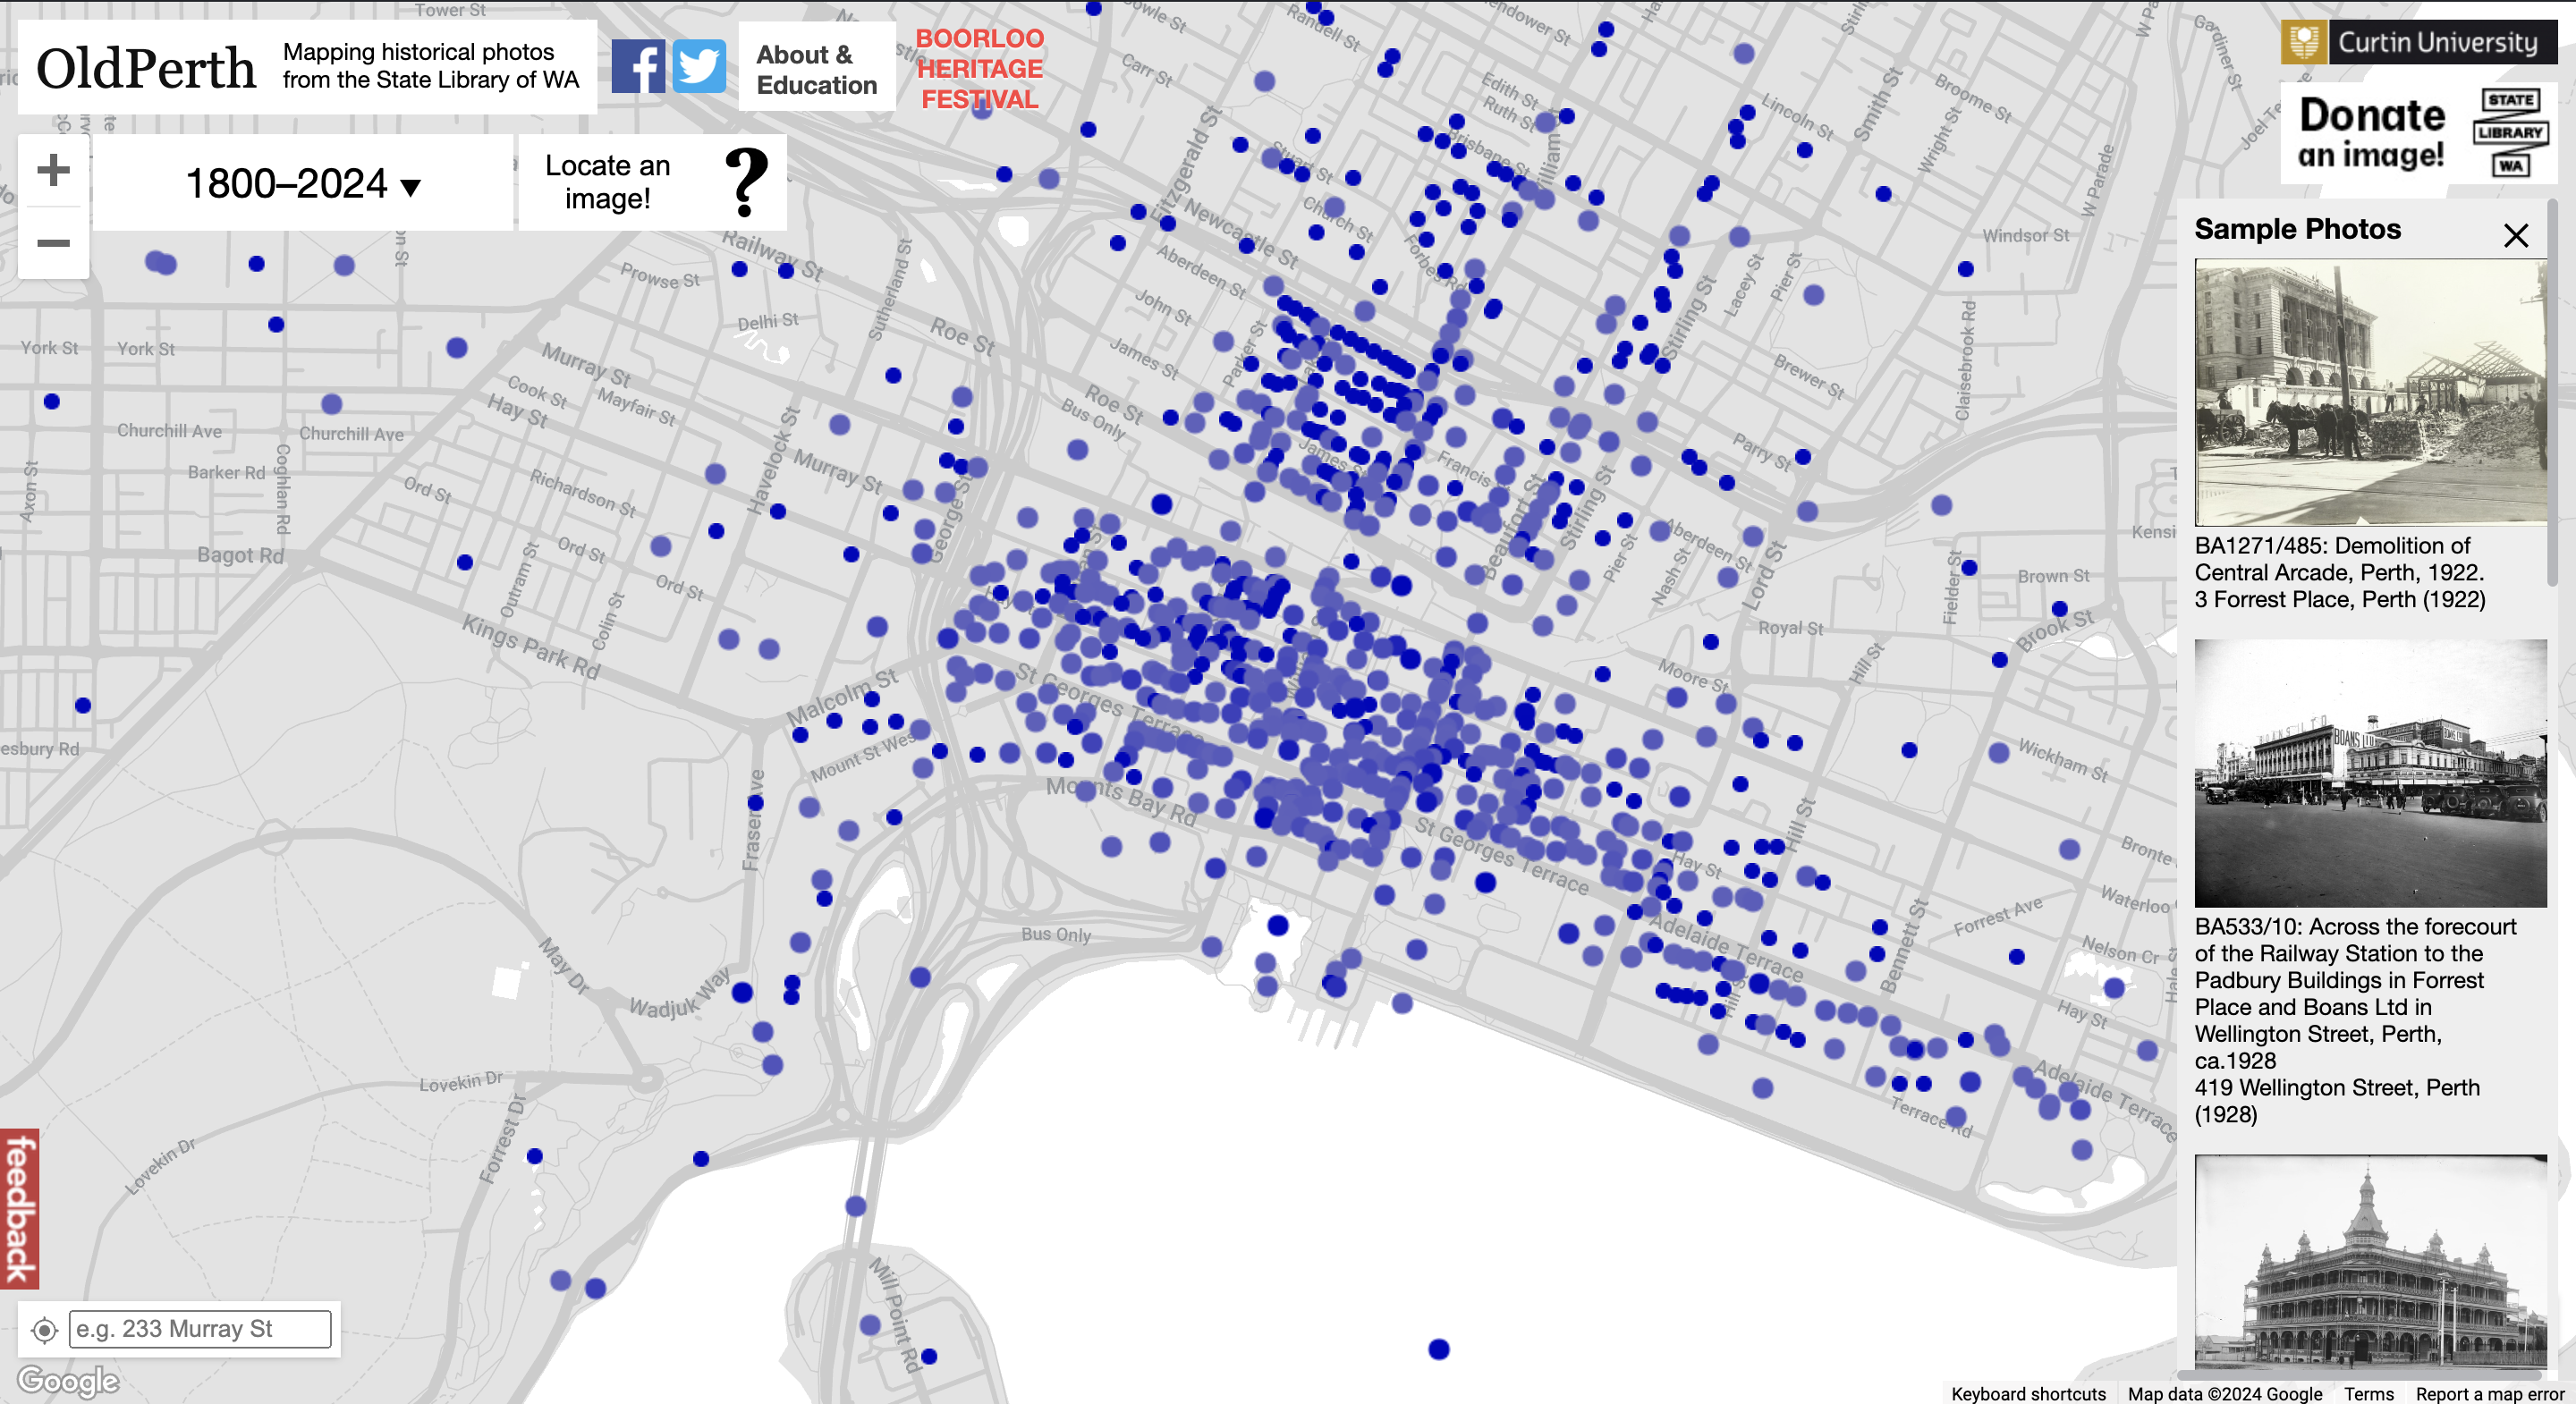 OldPerth
Mapping historical photos
from the State Library of WA
About &
Education
BOORLOO
HERITAGE
FESTIVAL
Curtin University
Donate
an image!
STATE
LIBRARY
WA
+
−
1800–2024 ▼
Locate an
image!
?
Sample Photos
BA1271/485: Demolition of
Central Arcade, Perth, 1922.
3 Forrest Place, Perth (1922)
BOANS LTD
BA533/10: Across the forecourt
of the Railway Station to the
Padbury Buildings in Forrest
Place and Boans Ltd in
Wellington Street, Perth,
ca.1928
419 Wellington Street, Perth
(1928)
Tower St
Carr St
Randell St
Edith St
Ruth St
Brisbane St
Lincoln St
Smith St
Broome St
Wright St
Gardiner St
W Parade
Windsor St
Fitzgerald St
Stuart St
Church St
Newcastle St
Aberdeen St
Forbes Rd
John St
James St
Parker St
Railway St
Prowse St
Delhi St
Sutherland St
Roe St
Roe St
Bus Only
Stirling St
Lacey St
Pier St
Brewer St
Claisebrook Rd
Parry St
York St
York St
Murray St
Cook St
Hay St
Mayfair St
Churchill Ave
Churchill Ave
Barker Rd
Coghlan Rd
Axon St
Bagot Rd
Ord St
Richardson St
Havelock St
Murray St
George St
Ord St
Outram St
Ord St
Colin St
Kings Park Rd
Malcolm St
Mount St West
Fraser Ave
St Georges Terrace
Mounts Bay Rd
James St
Francis
Beaufort St
Stirling St
Pier St
Nash St
Aberdeen St
Lord St
Royal St
Moore St
Hill St
Fielder St
Brown St
Brook St
Wickham St
Hill St
Bronte
Waterloo
Forrest Ave
Nelson Cr
Bennett St
Hay St
Hay St
St Georges Terrace
Adelaide Terrace
Hill St
Adelaide Terrace
Terrace Rd
Bus Only
May Dr
Wadjuk Way
Lovekin Dr
Lovekin Dr
Forrest Dr
Mill Point Rd
feedback
e.g. 233 Murray St
Google
Keyboard shortcuts
Map data ©2024 Google
Terms
Report a map error